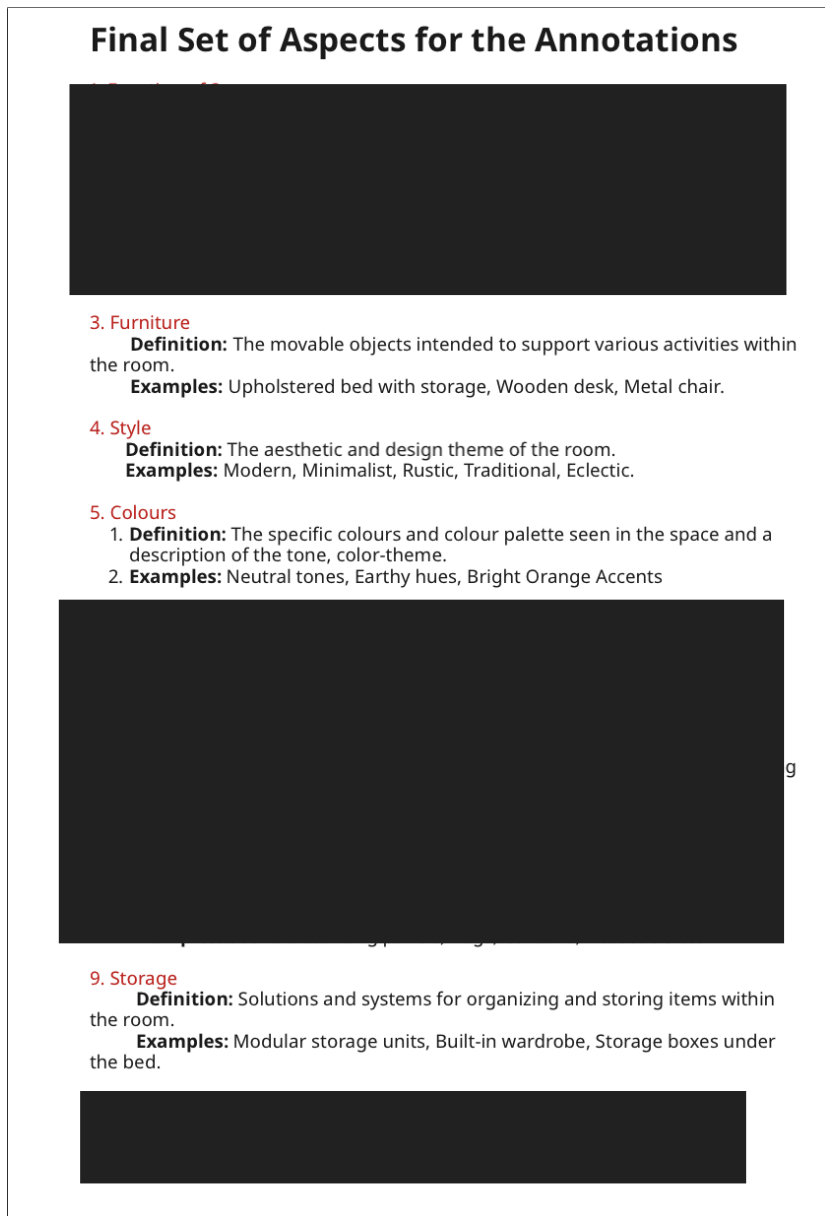 Final Set of Aspects for the Annotations
3. Furniture
Definition: The movable objects intended to support various activities within
the room.
Examples: Upholstered bed with storage, Wooden desk, Metal chair.
4. Style
Definition: The aesthetic and design theme of the room.
Examples: Modern, Minimalist, Rustic, Traditional, Eclectic.
5. Colours
1. Definition: The specific colours and colour palette seen in the space and a
description of the tone, color-theme.
2. Examples: Neutral tones, Earthy hues, Bright Orange Accents
9. Storage
Definition: Solutions and systems for organizing and storing items within
the room.
Examples: Modular storage units, Built-in wardrobe, Storage boxes under
the bed.